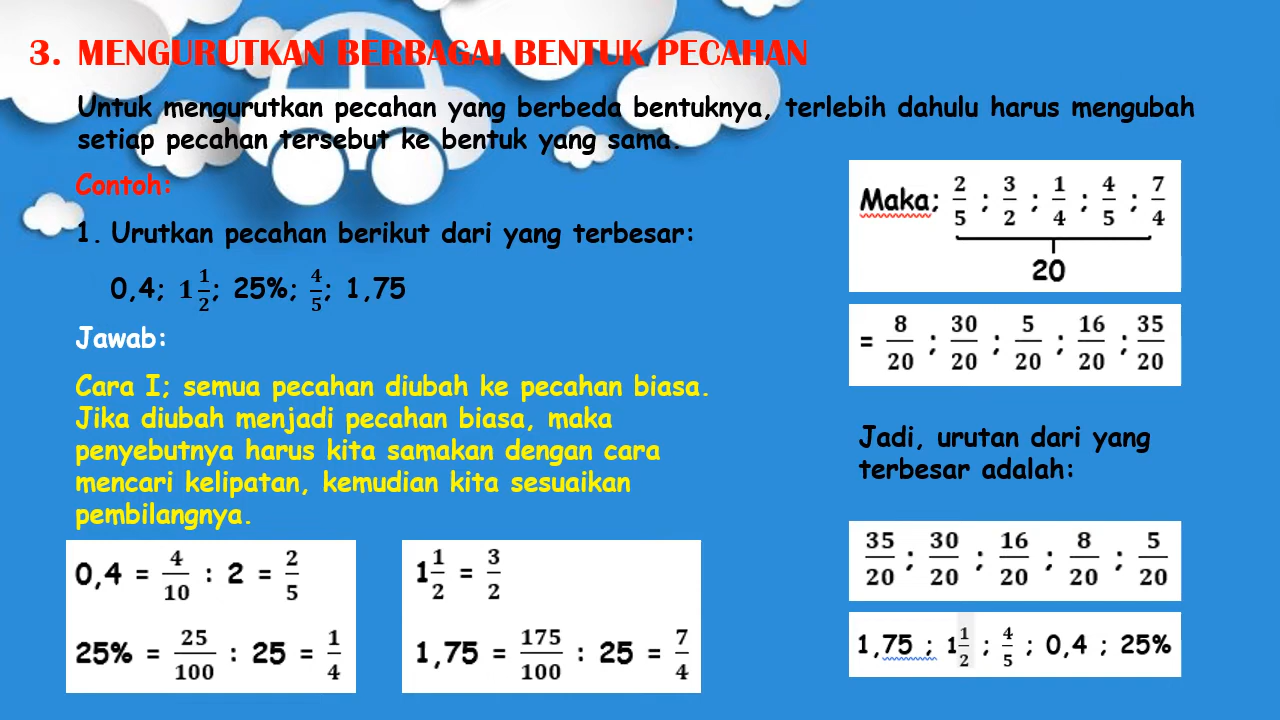 3. MENGURUTKAN BERBAGAI BENTUK PECAHAN
Untuk mengurutkan pecahan yang berbeda bentuknya, terlebih dahulu harus mengubah
setiap pecahan tersebut ke bentuk yang sama.
Contoh:
1. Urutkan pecahan berikut dari yang terbesar:
0,4; 1 1/2; 25%; 4/5; 1,75
Jawab:
Cara I; semua pecahan diubah ke pecahan biasa.
Jika diubah menjadi pecahan biasa, maka
penyebutnya harus kita samakan dengan cara
mencari kelipatan, kemudian kita sesuaikan
pembilangnya.
0,4 = 4/10 : 2 = 2/5
25% = 25/100 : 25 = 1/4
1 1/2 = 3/2
1,75 = 175/100 : 25 = 7/4
Maka; 2/5 ; 3/2 ; 1/4 ; 4/5 ; 7/4
20
= 8/20 ; 30/20 ; 5/20 ; 16/20 ; 35/20
Jadi, urutan dari yang
terbesar adalah:
35/20 ; 30/20 ; 16/20 ; 8/20 ; 5/20
1,75 ; 1 1/2 ; 4/5 ; 0,4 ; 25%